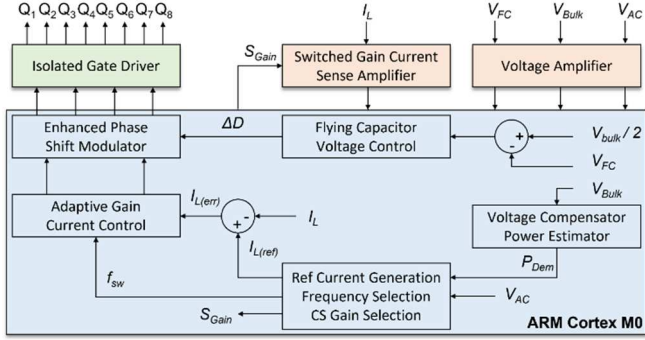 Q1 Q2 Q3 Q4 Q5 Q6 Q7 Q8
IL
VFC
VBulk
VAC
Isolated Gate Driver
SGain
Switched Gain Current
Sense Amplifier
Voltage Amplifier
Enhanced Phase
Shift Modulator
ΔD
Flying Capacitor
Voltage Control
+
-
Vbulk / 2
VFC
Adaptive Gain
Current Control
IL(err)
+
-
IL
VBulk
Voltage Compensator
Power Estimator
IL(ref)
PDem
fsw
Ref Current Generation
Frequency Selection
CS Gain Selection
VAC
SGain
ARM Cortex M0